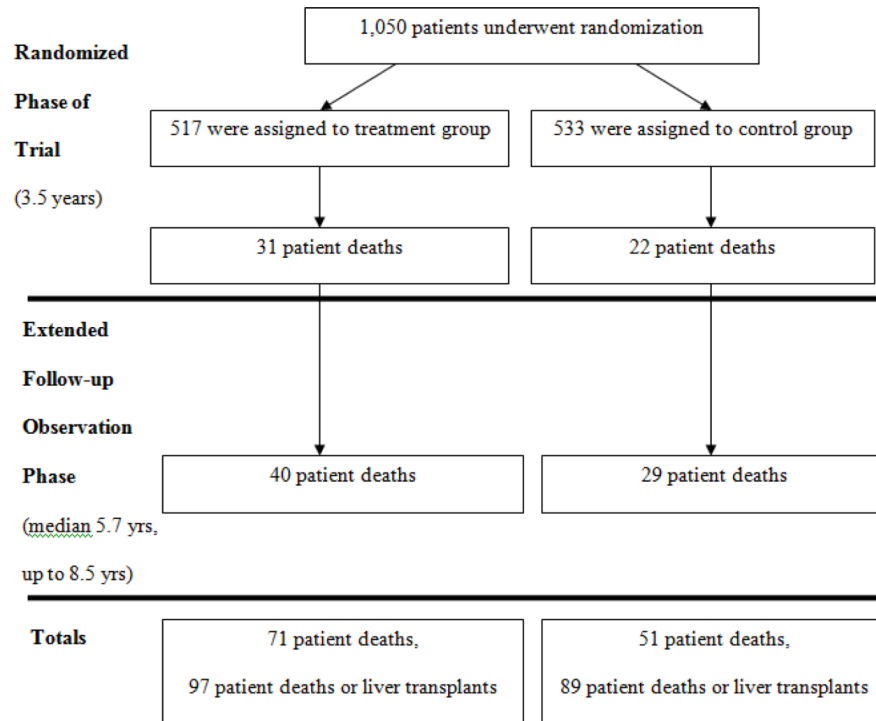 1,050 patients underwent randomization
Randomized
Phase of
Trial
(3.5 years)
517 were assigned to treatment group
533 were assigned to control group
31 patient deaths
22 patient deaths
Extended
Follow-up
Observation
Phase
(median 5.7 yrs,
up to 8.5 yrs)
40 patient deaths
29 patient deaths
Totals
71 patient deaths,
97 patient deaths or liver transplants
51 patient deaths,
89 patient deaths or liver transplants